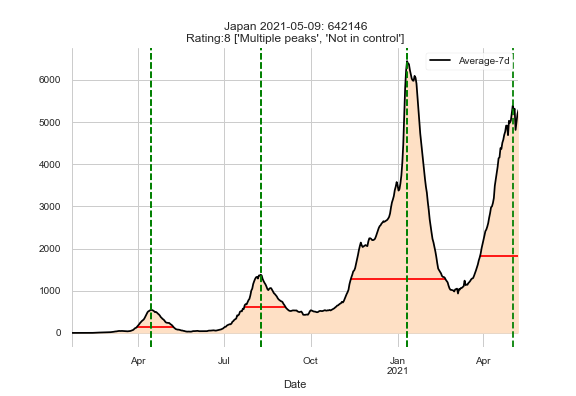 Japan 2021-05-09: 642146
Rating:8 ['Multiple peaks', 'Not in control']
Average-7d
6000
5000
4000
3000
2000
1000
0
Apr
Jul
Oct
Jan
2021
Apr
Date